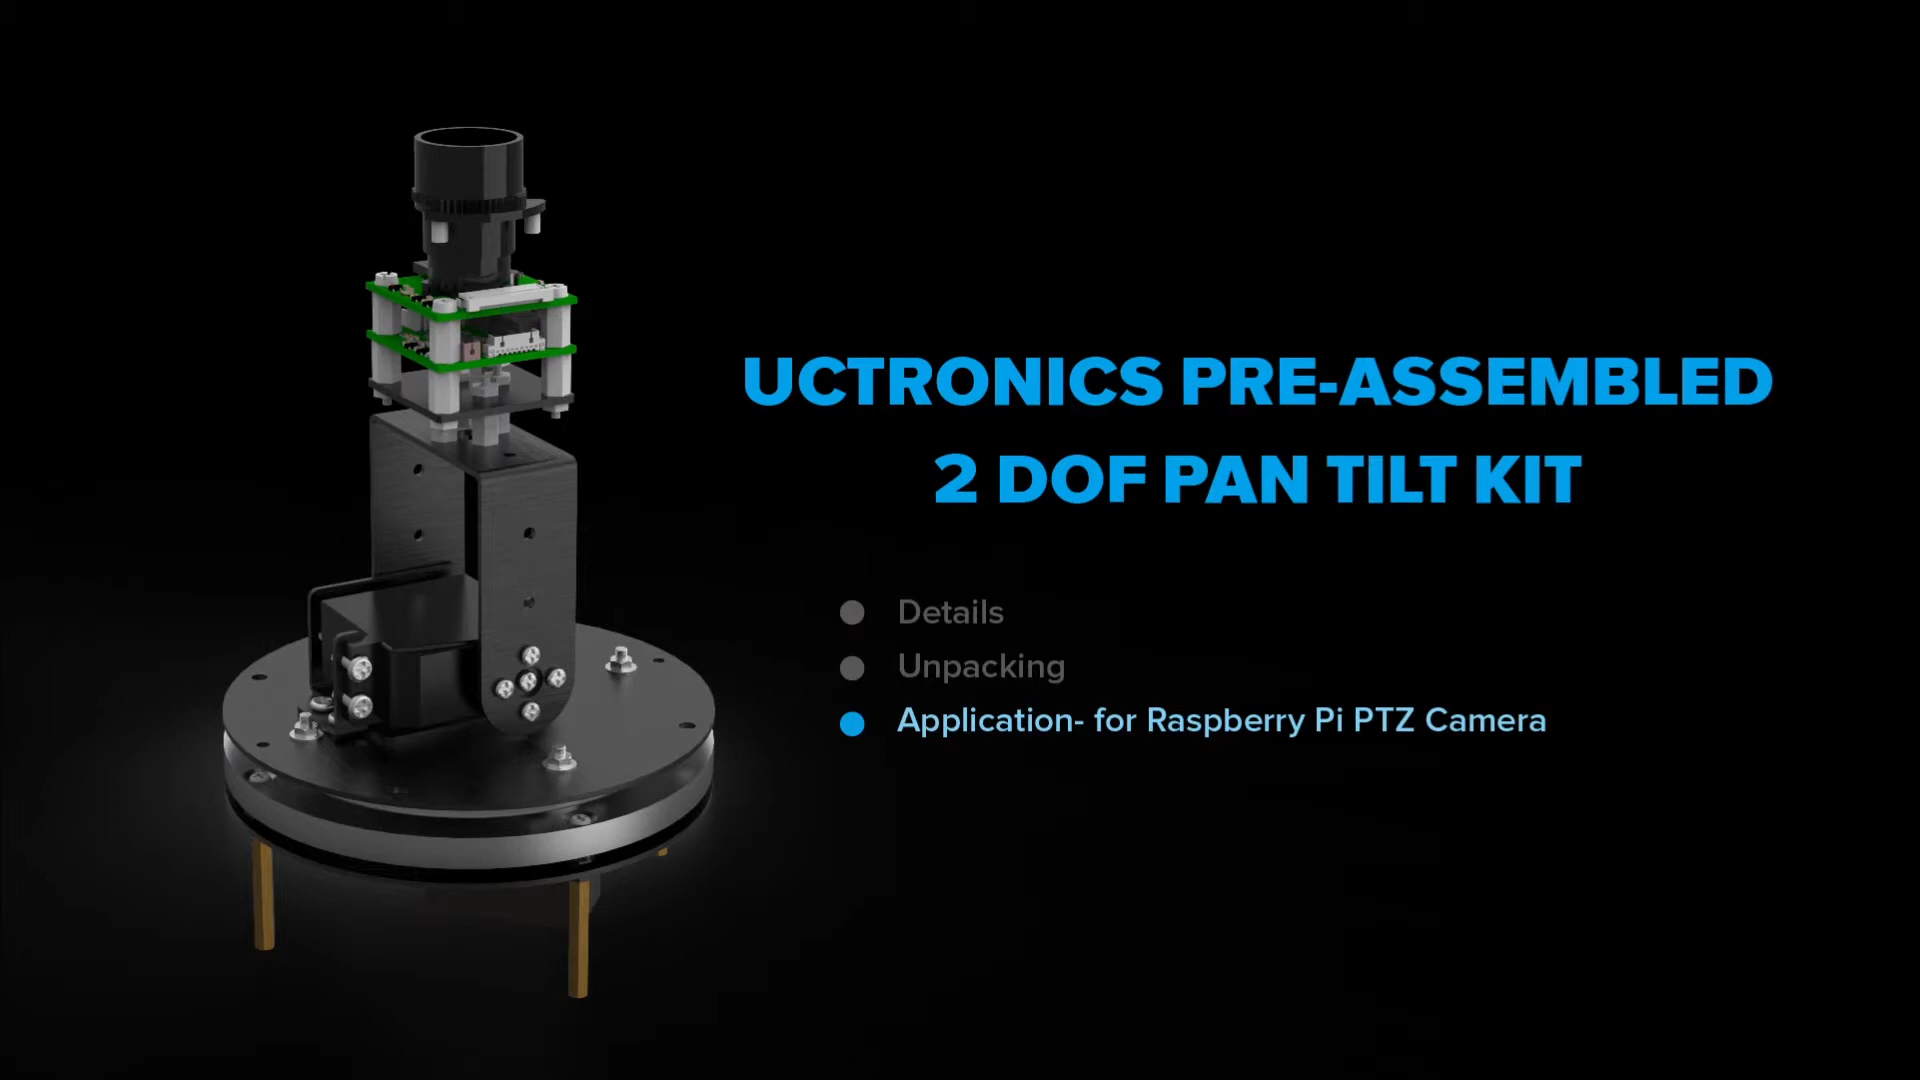 UCTRONICS PRE-ASSEMBLED
2 DOF PAN TILT KIT
Details
Unpacking
Application- for Raspberry Pi PTZ Camera